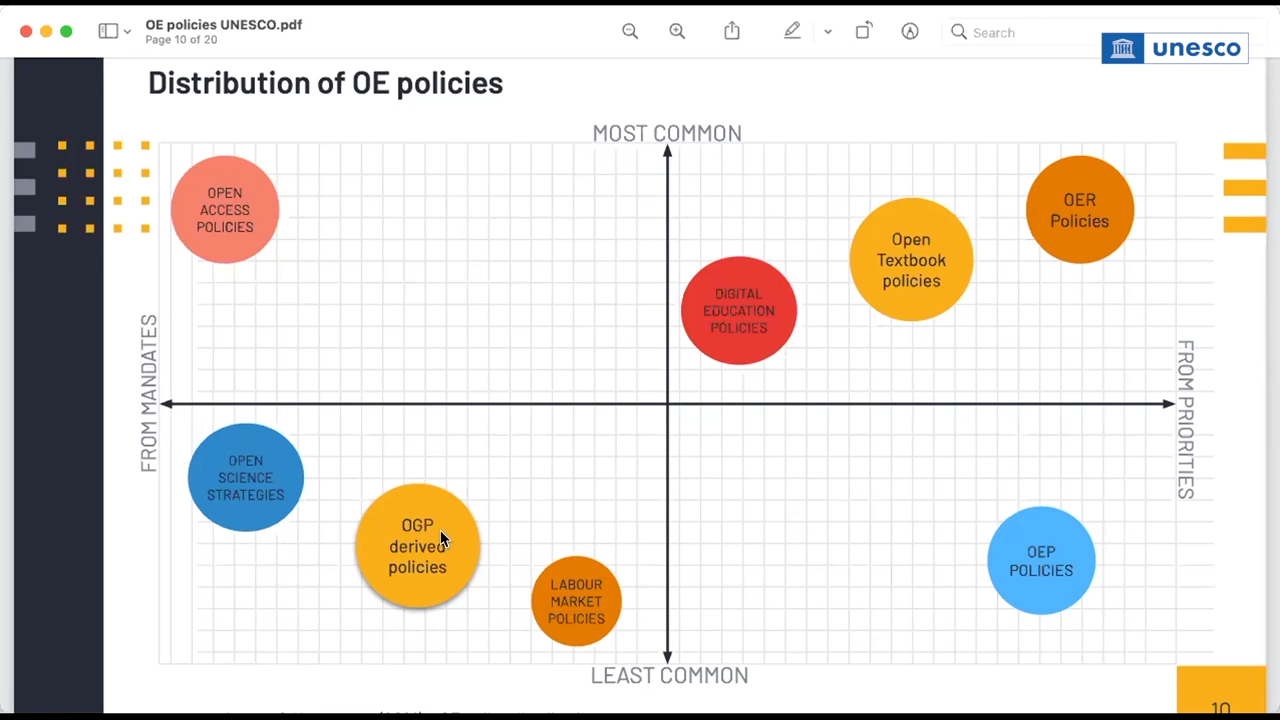 OE policies UNESCO.pdf
Page 10 of 20
Search
unesco
Distribution of OE policies
MOST COMMON
OPEN
ACCESS
POLICIES
OER
Policies
Open
Textbook
policies
DIGITAL
EDUCATION
POLICIES
FROM MANDATES
FROM PRIORITIES
OPEN
SCIENCE
STRATEGIES
OGP
derived
policies
LABOUR
MARKET
POLICIES
OEP
POLICIES
LEAST COMMON
10